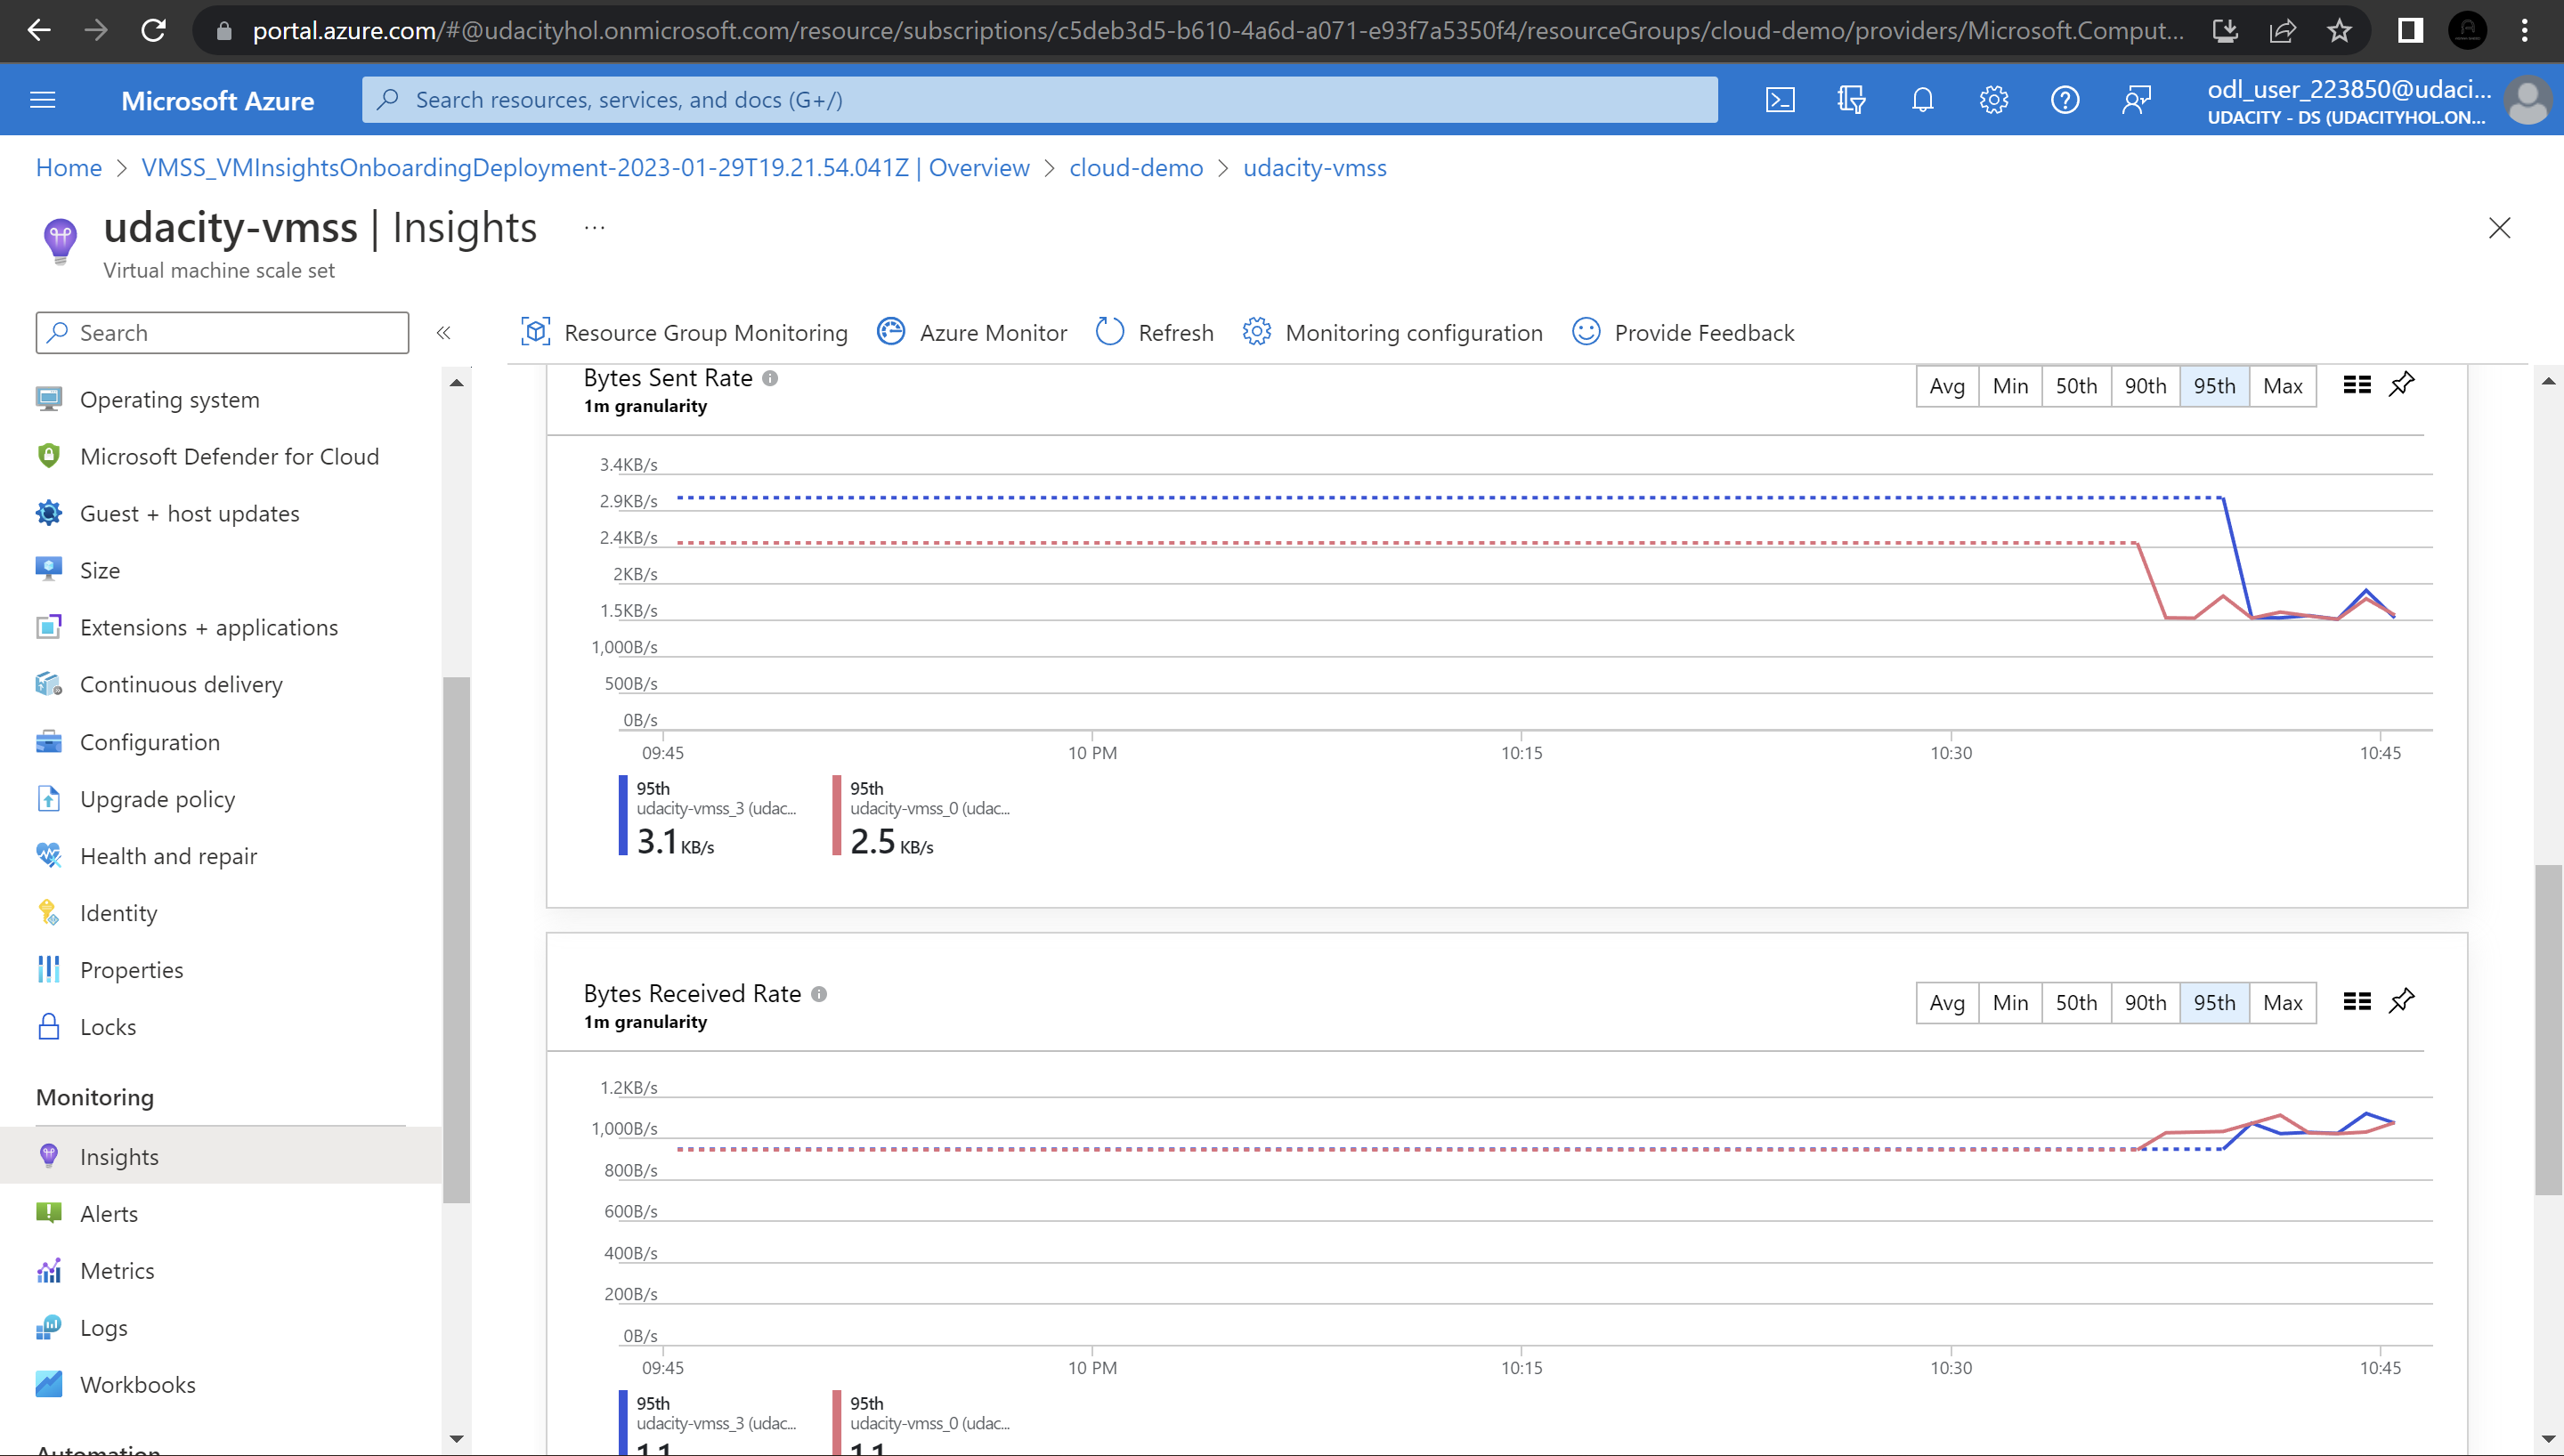 portal.azure.com/#@udacityhol.onmicrosoft.com/resource/subscriptions/c5deb3d5-b610-4a6d-a071-e93f7a5350f4/resourceGroups/cloud-demo/providers/Microsoft.Comput...
Microsoft Azure
Search resources, services, and docs (G+/)
odl_user_223850@udaci...
UDACITY - DS (UDACITYHOL.ON...
Home > VMSS_VMInsightsOnboardingDeployment-2023-01-29T19.21.54.041Z | Overview > cloud-demo > udacity-vmss
udacity-vmss | Insights ...
Virtual machine scale set
Search
Operating system
Microsoft Defender for Cloud
Guest + host updates
Size
Extensions + applications
Continuous delivery
Configuration
Upgrade policy
Health and repair
Identity
Properties
Locks
Monitoring
Insights
Alerts
Metrics
Logs
Workbooks
Automation
Resource Group Monitoring Azure Monitor Refresh Monitoring configuration Provide Feedback
Bytes Sent Rate
1m granularity
Avg Min 50th 90th 95th Max
3.4KB/s
2.9KB/s
2.4KB/s
2KB/s
1.5KB/s
1,000B/s
500B/s
0B/s
09:45 10 PM 10:15 10:30 10:45
95th
udacity-vmss_3 (udac...
3.1 KB/s
95th
udacity-vmss_0 (udac...
2.5 KB/s
Bytes Received Rate
1m granularity
Avg Min 50th 90th 95th Max
1.2KB/s
1,000B/s
800B/s
600B/s
400B/s
200B/s
0B/s
09:45 10 PM 10:15 10:30 10:45
95th
udacity-vmss_3 (udac...
1.1
95th
udacity-vmss_0 (udac...
1.1